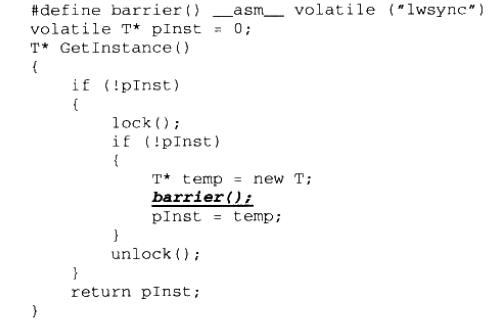 #define barrier() __asm__ volatile ("lwsync")
volatile T* pInst = 0;
T* GetInstance()
{
    if (!pInst)
    {
        lock();
        if (!pInst)
        {
            T* temp = new T;
            barrier();
            pInst = temp;
        }
        unlock();
    }
    return pInst;
}